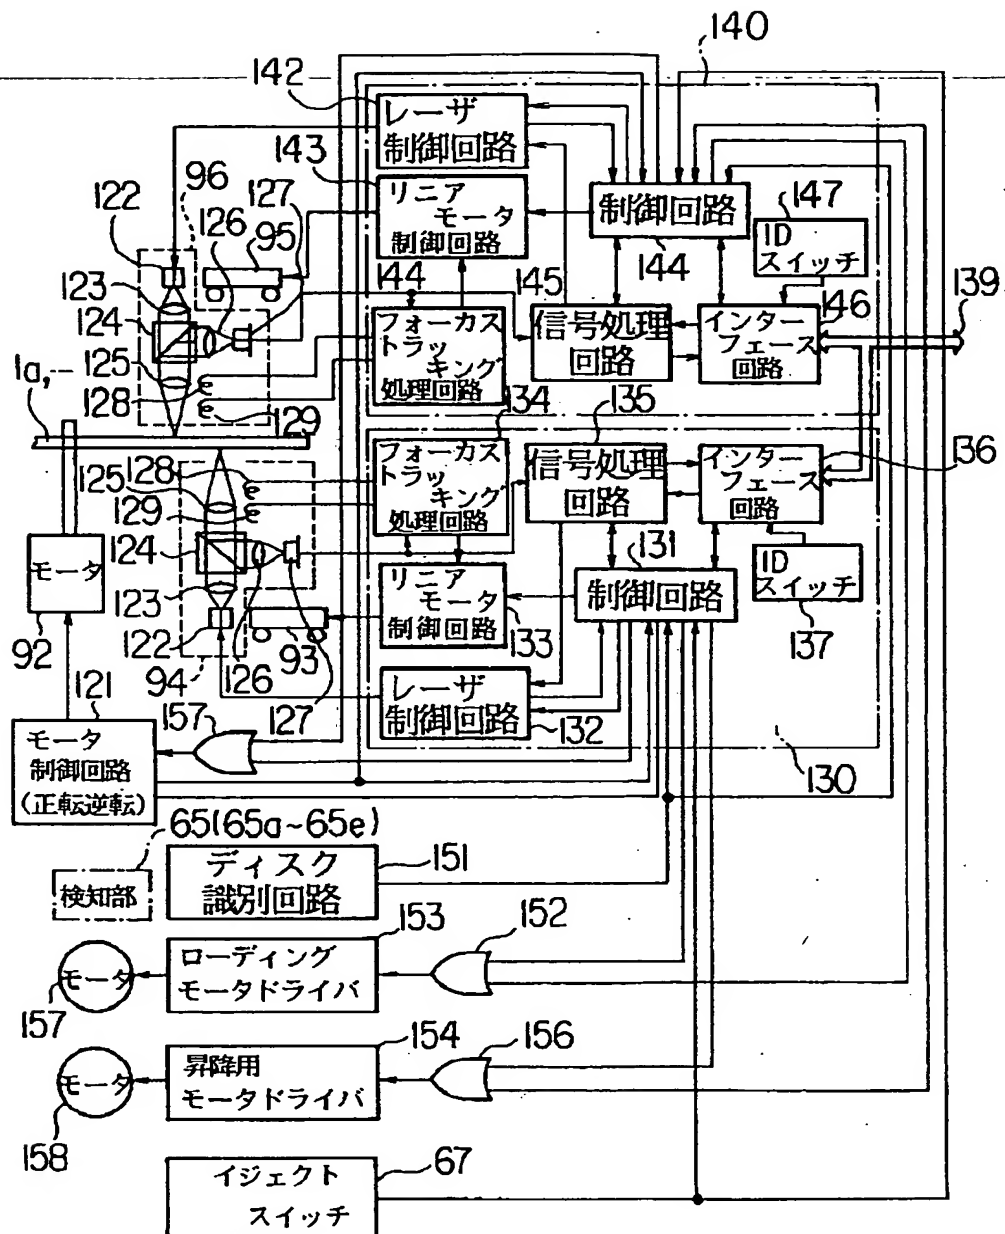 140
142
レーザ
制御回路
143
リニア
モータ
制御回路
制御回路
144
147
ID
スイッチ
96
122
126
127
95
123
124
125
128
129
1a,
144
フォーカス
トラッ
キング
処理回路
145
信号処理
回路
146
インター
フェース
回路
139
134
135
136
フォーカス
トラッ
キング
処理回路
信号処理
回路
インター
フェース
回路
128
125
129
124
123
122
94
126
127
93
モータ
92
リニア
モータ
制御回路
133
131
制御回路
ID
スイッチ
137
レーザ
制御回路
132
130
121
モータ
制御回路
(正転逆転)
157
65(65a~65e)
検知部
ディスク
識別回路
151
153
ローディング
モータドライバ
152
モータ
157
154
昇降用
モータドライバ
156
モータ
158
イジェクト
スイッチ
67